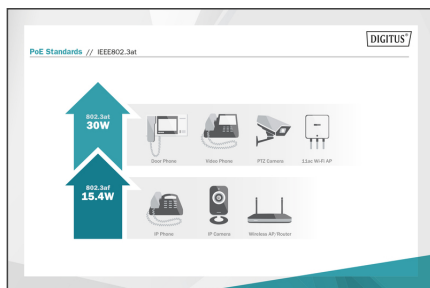 DIGITUS®
PoE Standards // IEEE802.3at
802.3at
30W
Door Phone
Video Phone
PTZ Camera
11ac Wi-Fi AP
802.3af
15.4W
IP Phone
IP Camera
Wireless AP/Router